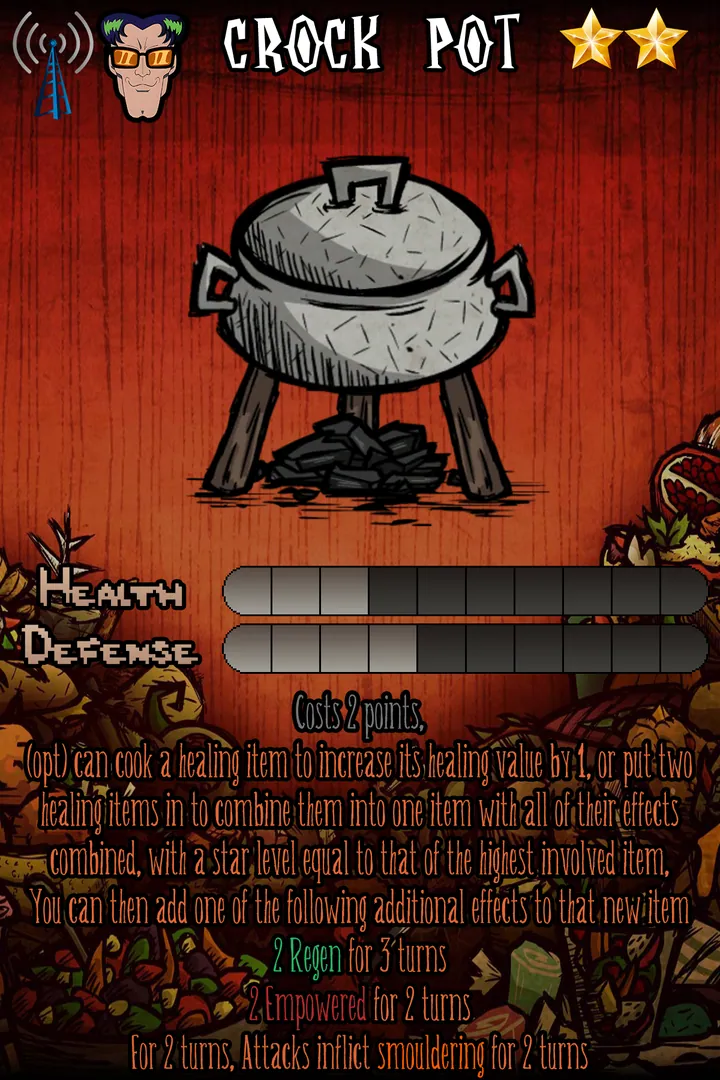 CROCK POT
HEALTH
DEFENSE
Costs 2 points,
(opt) can cook a healing item to increase its healing value by 1, or put two
healing items in to combine them into one item with all of their effects
combined, with a star level equal to that of the highest involved item,
You can then add one of the following additional effects to that new item
2 Regen for 3 turns
2 Empowered for 2 turns
For 2 turns, Attacks inflict smouldering for 2 turns